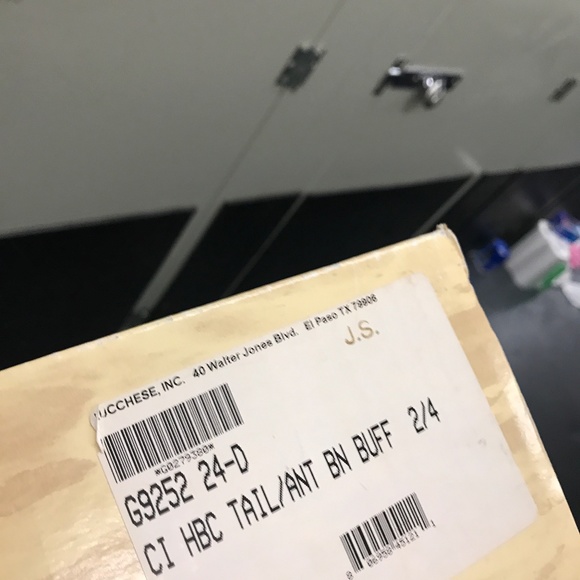 UCCHESE, INC. 40 Walter Jones Blvd. El Paso TX 79906
J.S.
*G0279380*
G9252 24-D
CI HBC TAIL/ANT BN BUFF 2/4